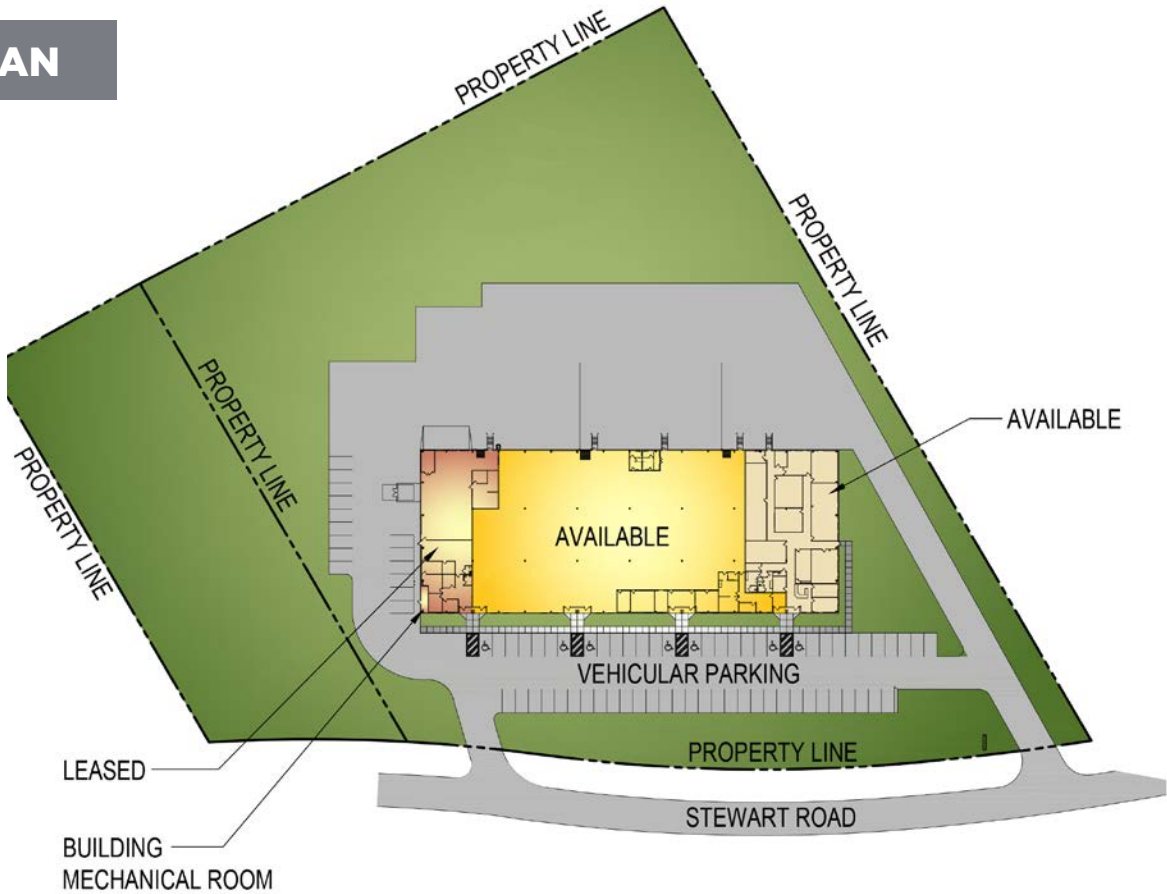 AN
PROPERTY LINE
PROPERTY LINE
PROPERTY LINE
PROPERTY LINE
AVAILABLE
AVAILABLE
VEHICULAR PARKING
PROPERTY LINE
LEASED
STEWART ROAD
BUILDING
MECHANICAL ROOM